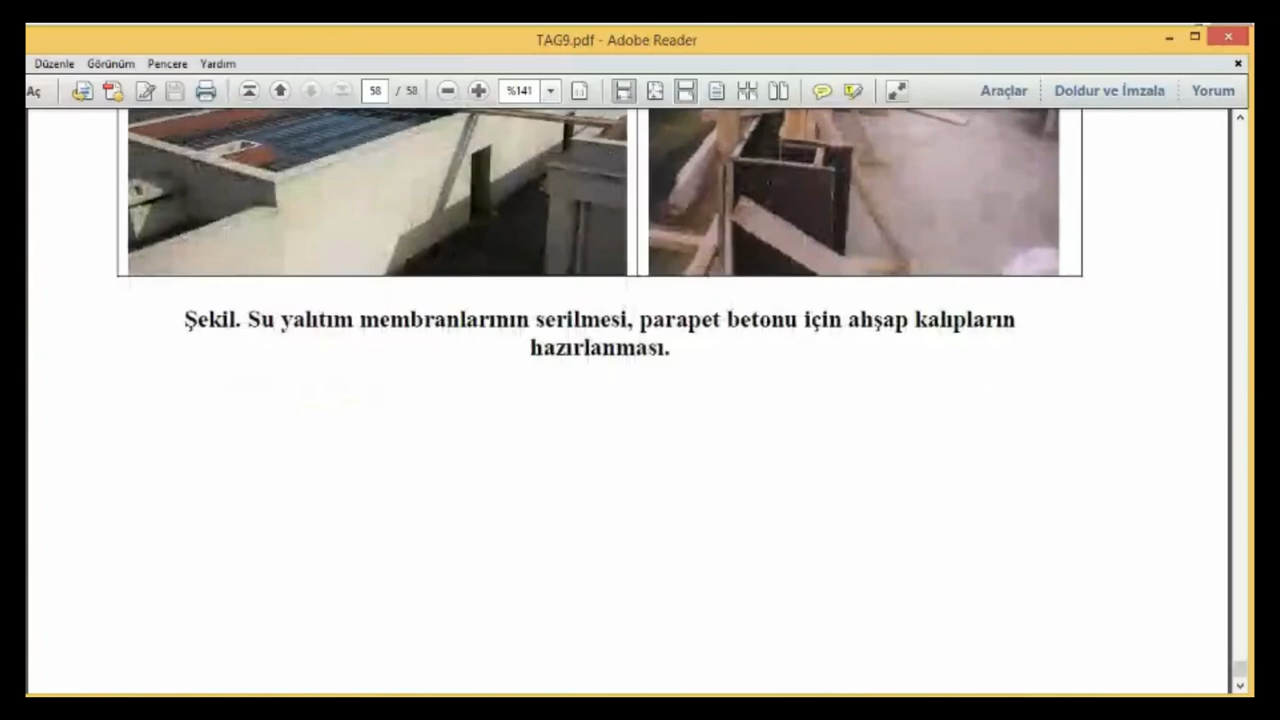 TAG9.pdf - Adobe Reader
Düzenle Görünüm Pencere Yardım
Aç 58 / 58 %141 Araçlar Doldur ve İmzala Yorum
Şekil. Su yalıtım membranlarının serilmesi, parapet betonu için ahşap kalıpların
hazırlanması.